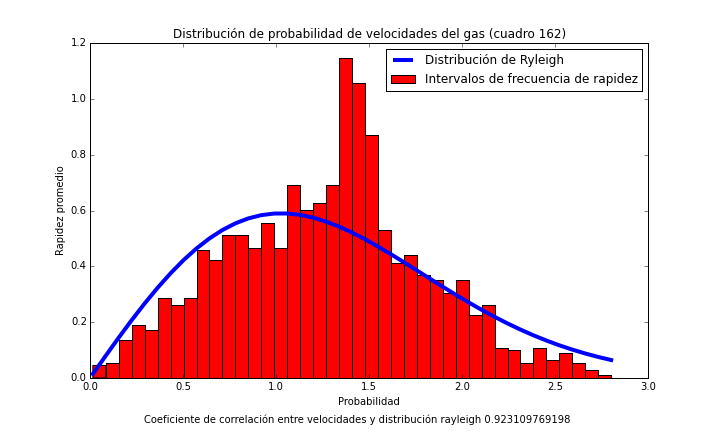 Distribución de probabilidad de velocidades del gas (cuadro 162)
Distribución de Ryleigh
Intervalos de frecuencia de rapidez
Rapidez promedio
1.2
1.0
0.8
0.6
0.4
0.2
0.0
0.0 0.5 1.0 1.5 2.0 2.5 3.0
Probabilidad
Coeficiente de correlación entre velocidades y distribución rayleigh 0.923109769198